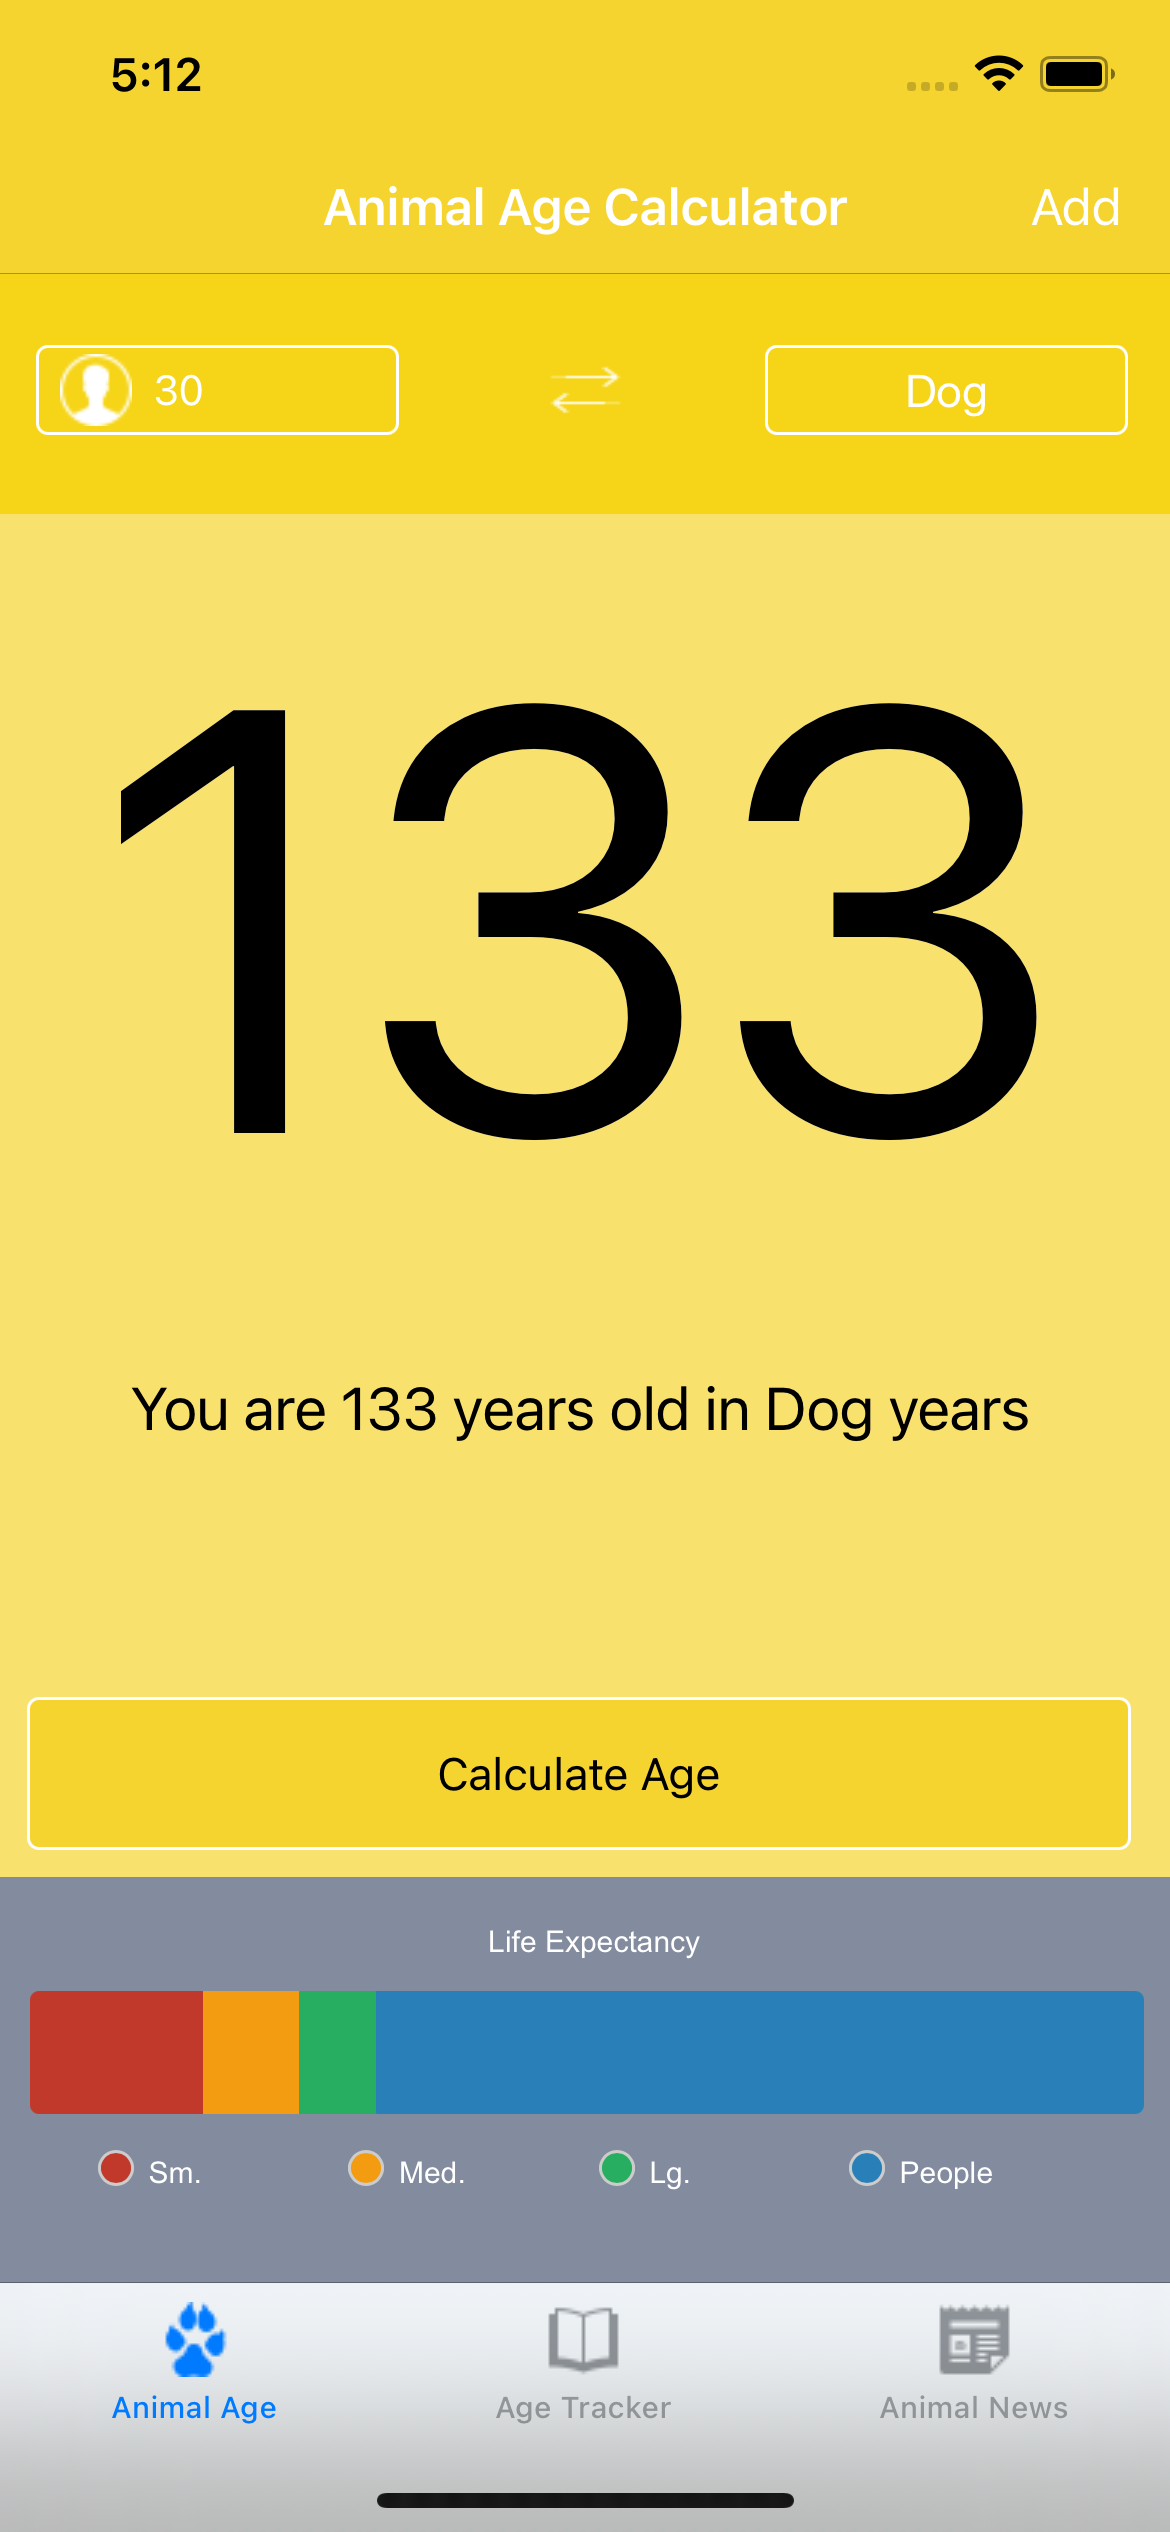 5:12
Animal Age Calculator
Add
30
Dog
133
You are 133 years old in Dog years
Calculate Age
Life Expectancy
Sm.
Med.
Lg.
People
Animal Age
Age Tracker
Animal News